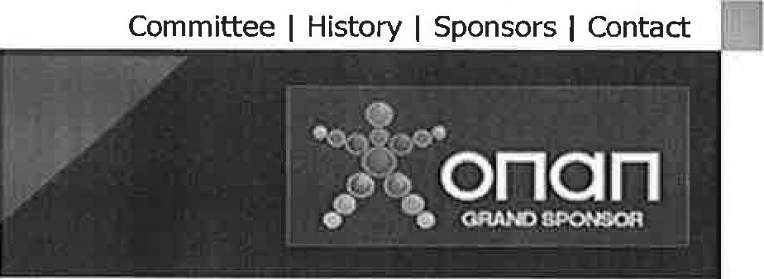 Committee | History | Sponsors | Contact
οπαπ
GRAND SPONSOR